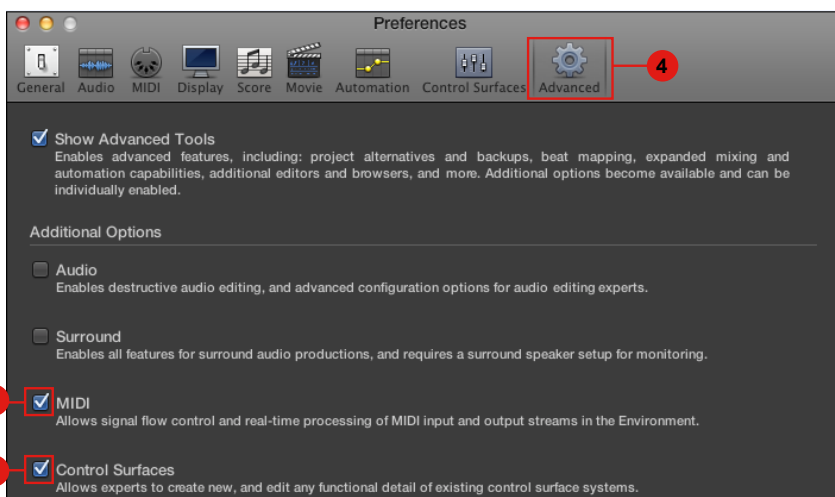 Preferences
General Audio MIDI Display Score Movie Automation Control Surfaces Advanced
4
Show Advanced Tools
Enables advanced features, including: project alternatives and backups, beat mapping, expanded mixing and
automation capabilities, additional editors and browsers, and more. Additional options become available and can be
individually enabled.
Additional Options
Audio
Enables destructive audio editing, and advanced configuration options for audio editing experts.
Surround
Enables all features for surround audio productions, and requires a surround speaker setup for monitoring.
MIDI
Allows signal flow control and real-time processing of MIDI input and output streams in the Environment.
Control Surfaces
Allows experts to create new, and edit any functional detail of existing control surface systems.